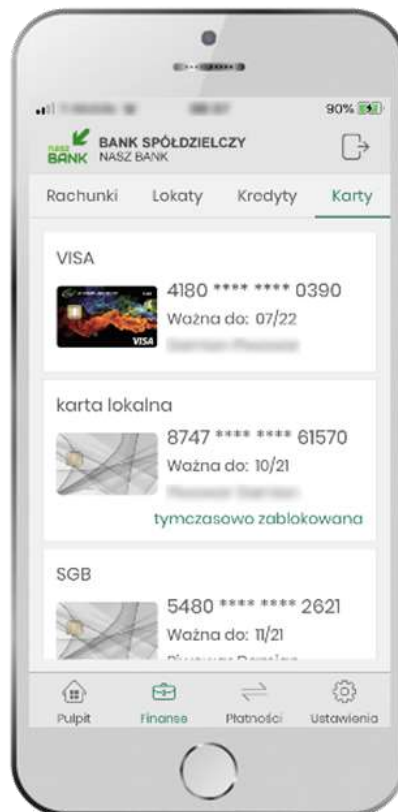 90%
nasz BANK
BANK SPÓŁDZIELCZY
NASZ BANK
Rachunki Lokaty Kredyty Karty
VISA
4180 **** **** 0390
Ważna do: 07/22
VISA
karta lokalna
8747 **** **** 61570
Ważna do: 10/21
tymczasowo zablokowana
SGB
5480 **** **** 2621
Ważna do: 11/21
Pulpit Finanse Płatności Ustawienia